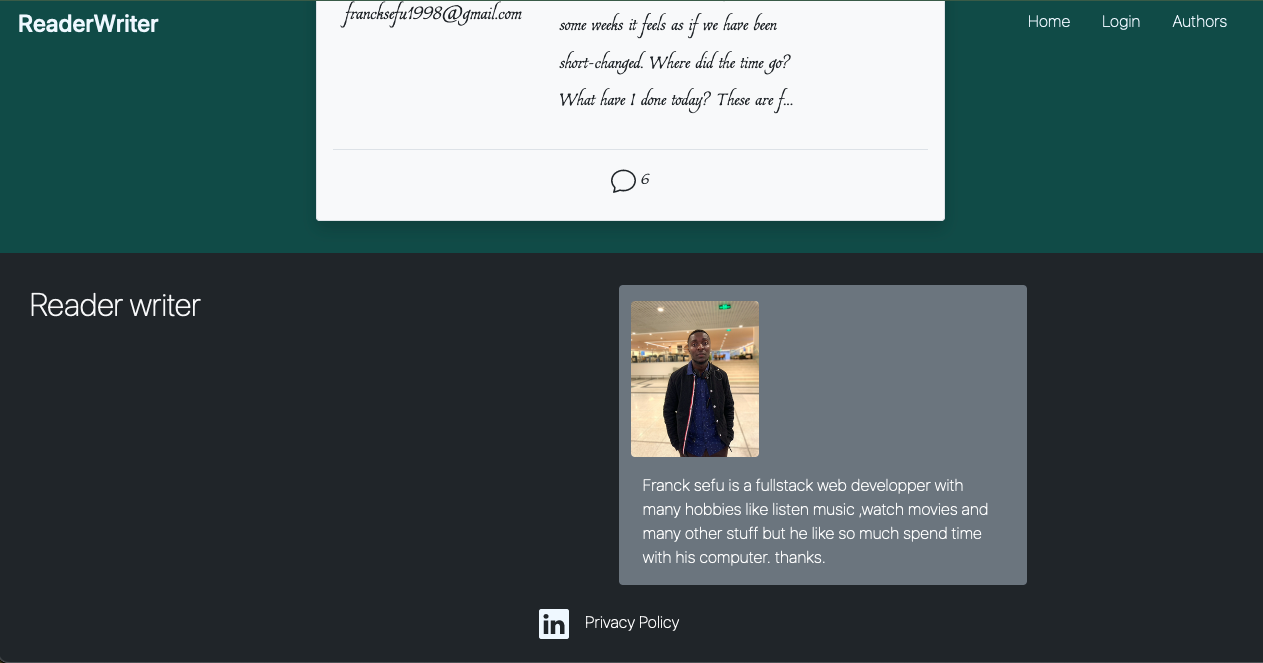 ReaderWriter
Home Login Authors
francksefu1998@gmail.com
some weeks it feels as if we have been
short-changed. Where did the time go?
What have I done today? These are f...
6
Reader writer
Franck sefu is a fullstack web developper with
many hobbies like listen music ,watch movies and
many other stuff but he like so much spend time
with his computer. thanks.
in Privacy Policy